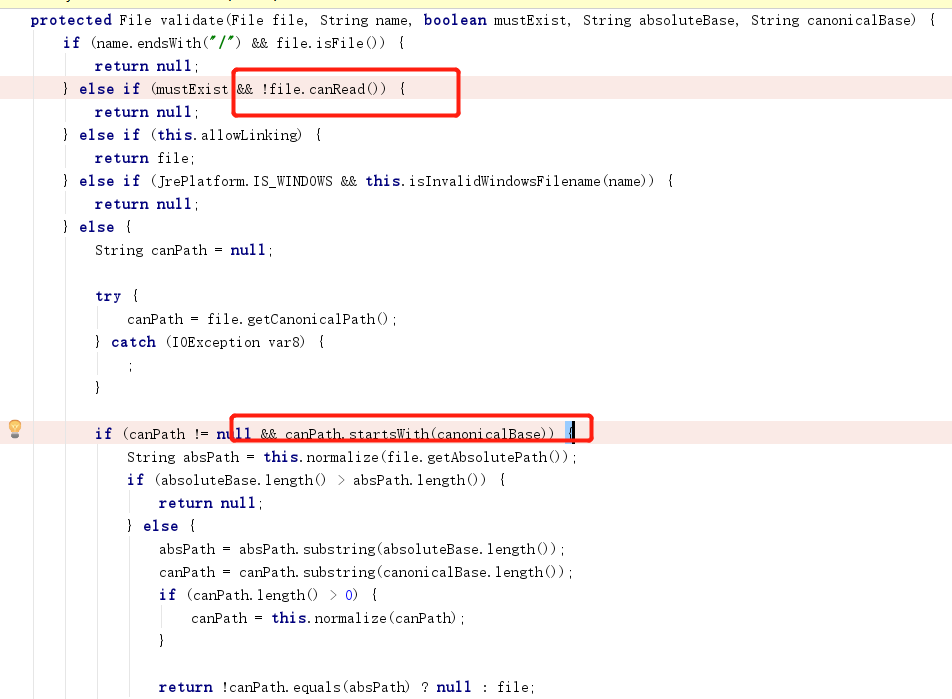 protected File validate(File file, String name, boolean mustExist, String absoluteBase, String canonicalBase) {
if (name.endsWith("/") && file.isFile()) {
return null;
} else if (mustExist && !file.canRead()) {
return null;
} else if (this.allowLinking) {
return file;
} else if (JrePlatform.IS_WINDOWS && this.isInvalidWindowsFilename(name)) {
return null;
} else {
String canPath = null;
try {
canPath = file.getCanonicalPath();
} catch (IOException var8) {
;
}
if (canPath != null && canPath.startsWith(canonicalBase)) {
String absPath = this.normalize(file.getAbsolutePath());
if (absoluteBase.length() > absPath.length()) {
return null;
} else {
absPath = absPath.substring(absoluteBase.length());
canPath = canPath.substring(canonicalBase.length());
if (canPath.length() > 0) {
canPath = this.normalize(canPath);
}
return !canPath.equals(absPath) ? null : file;